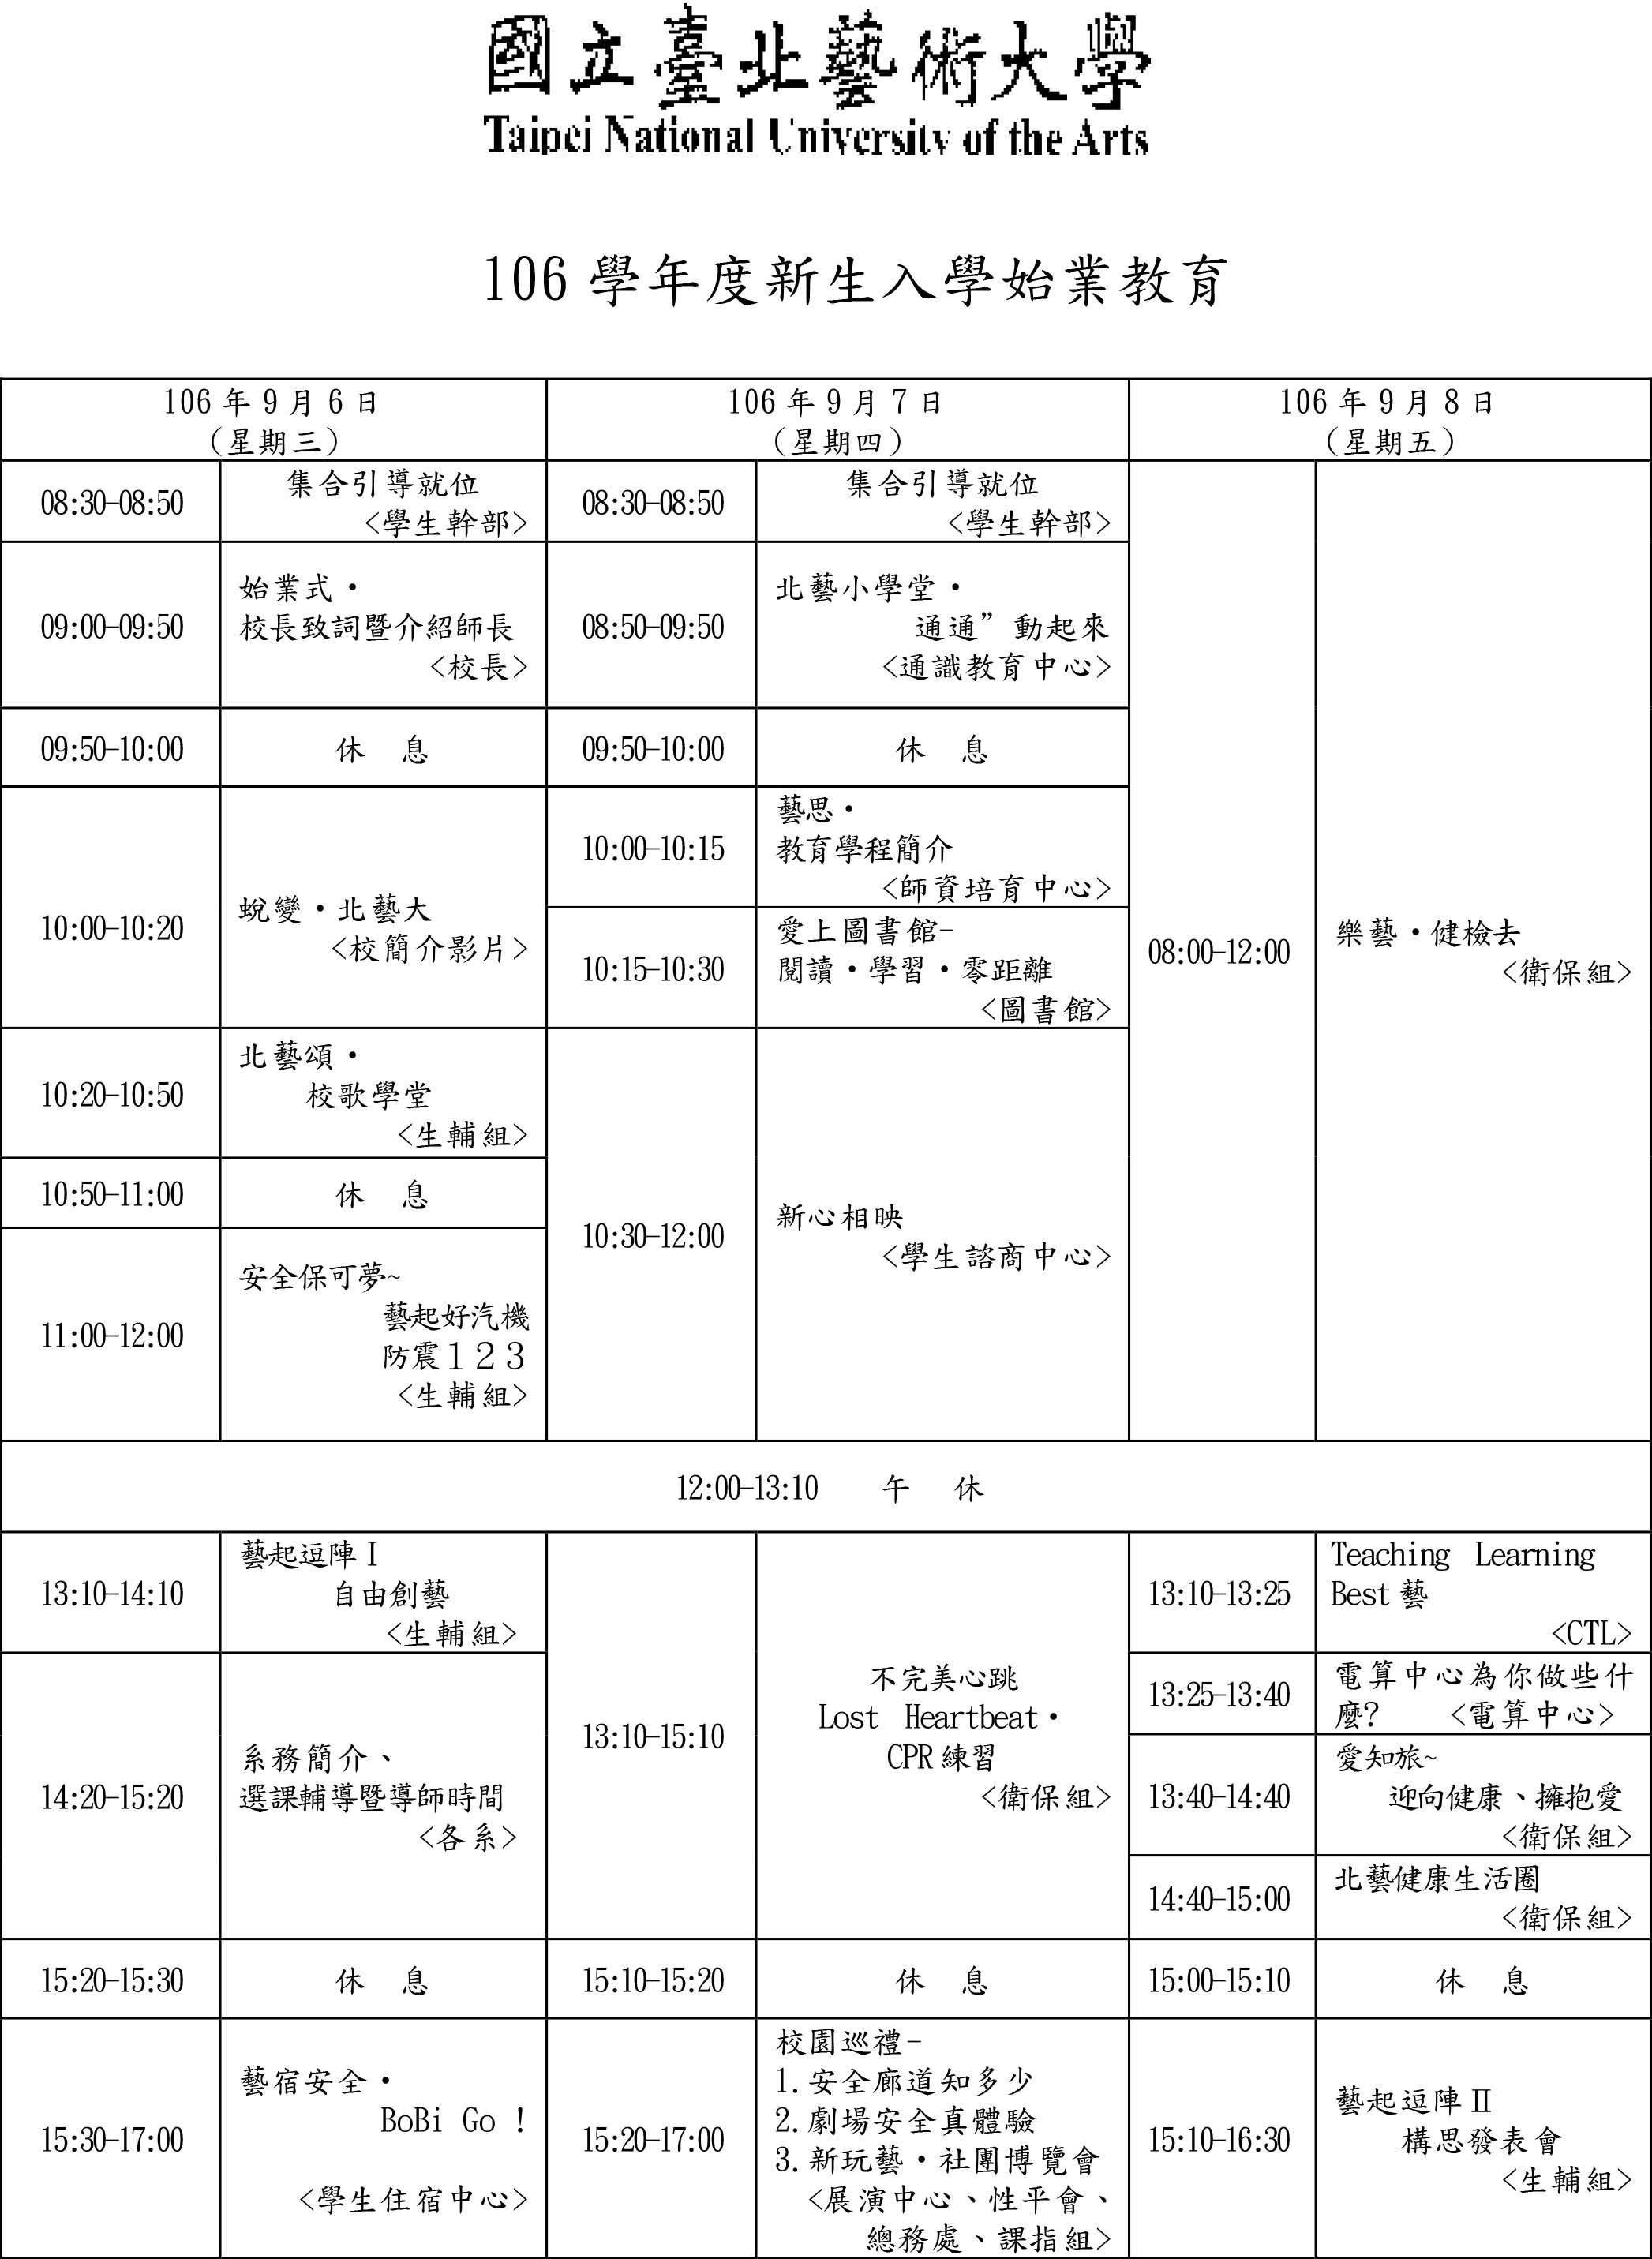 國立臺北藝術大學
Taipei National University of the Arts
106學年度新生入學始業教育
106年9月6日
(星期三)
106年9月7日
(星期四)
106年9月8日
(星期五)
08:30-08:50
集合引導就位
<學生幹部>
08:30-08:50
集合引導就位
<學生幹部>
08:00-12:00
樂藝·健檢去
<衛保組>
09:00-09:50
始業式·
校長致詞暨介紹師長
<校長>
08:50-09:50
北藝小學堂·
通通”動起來
<通識教育中心>
09:50-10:00
休 息
09:50-10:00
休 息
10:00-10:20
蛻變·北藝大
<校簡介影片>
10:00-10:15
藝思·
教育學程簡介
<師資培育中心>
10:15-10:30
愛上圖書館-
閱讀·學習·零距離
<圖書館>
10:20-10:50
北藝頌·
校歌學堂
<生輔組>
10:30-12:00
新心相映
<學生諮商中心>
10:50-11:00
休 息
11:00-12:00
安全保可夢~
藝起好汽機
防震１２３
<生輔組>
12:00-13:10 午 休
13:10-14:10
藝起逗陣Ⅰ
自由創藝
<生輔組>
13:10-15:10
不完美心跳
Lost Heartbeat·
CPR練習
<衛保組>
13:10-13:25
Teaching Learning
Best藝
<CTL>
14:20-15:20
系務簡介、
選課輔導暨導師時間
<各系>
13:25-13:40
電算中心為你做些什
麼? <電算中心>
13:40-14:40
愛知旅~
迎向健康、擁抱愛
<衛保組>
14:40-15:00
北藝健康生活圈
<衛保組>
15:20-15:30
休 息
15:10-15:20
休 息
15:00-15:10
休 息
15:30-17:00
藝宿安全·
BoBi Go !
<學生住宿中心>
15:20-17:00
校園巡禮-
1.安全廊道知多少
2.劇場安全真體驗
3.新玩藝·社團博覽會
<展演中心、性平會、
總務處、課指組>
15:10-16:30
藝起逗陣Ⅱ
構思發表會
<生輔組>